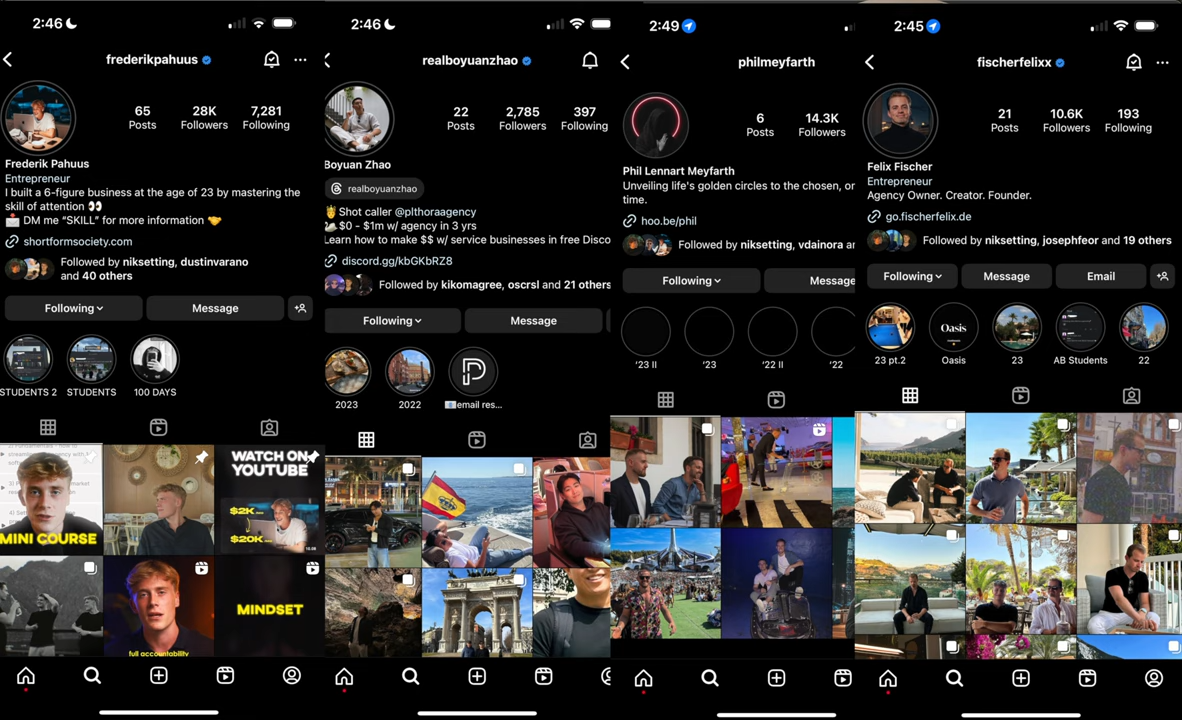 2:46
frederikpahuus
65
Posts
28K
Followers
7,281
Following
Frederik Pahuus
Entrepreneur
I built a 6-figure business at the age of 23 by mastering the
skill of attention 👀
📩 DM me “SKILL” for more information 🤝
shortformsociety.com
Followed by niksetting, dustinvarano
and 40 others
Following
Message
STUDENTS 2
STUDENTS
100 DAYS
MINI COURSE
WATCH ON
YOUTUBE
$2K
$20K
full accountability
MINDSET
2:46
realboyuanzhao
22
Posts
2,785
Followers
397
Following
Boyuan Zhao
realboyuanzhao
🤴 Shot caller @plthoraagency
🦢 $0 - $1m w/ agency in 3 yrs
Learn how to make $$ w/ service businesses in free Disco
discord.gg/kbGKbRZ8
Followed by kikomagree, oscrsl and 21 others
Following
Message
2023
2022
📧email res...
2:49
philmeyfarth
6
Posts
14.3K
Followers
Phil Lennart Meyfarth
Unveiling life's golden circles to the chosen, on
time.
hoo.be/phil
Followed by niksetting, vdainora an
Following
Message
'23 II
'23
'22 II
'22
2:45
fischerfelixx
21
Posts
10.6K
Followers
193
Following
Felix Fischer
Entrepreneur
Agency Owner. Creator. Founder.
go.fischerfelix.de
Followed by niksetting, josephfeor and 19 others
Following
Message
Email
23 pt.2
Oasis
Oasis
23
AB Students
22